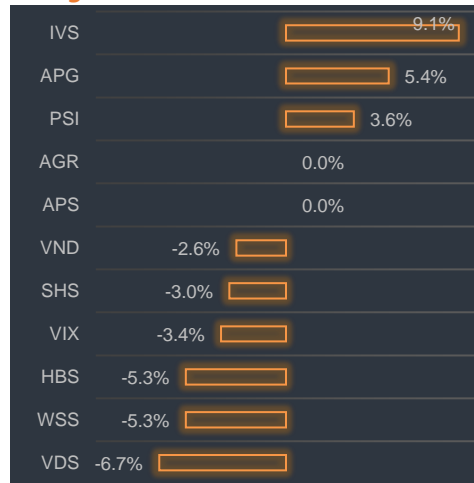 IVS 9.1%
APG 5.4%
PSI 3.6%
AGR 0.0%
APS 0.0%
VND -2.6%
SHS -3.0%
VIX -3.4%
HBS -5.3%
WSS -5.3%
VDS -6.7%